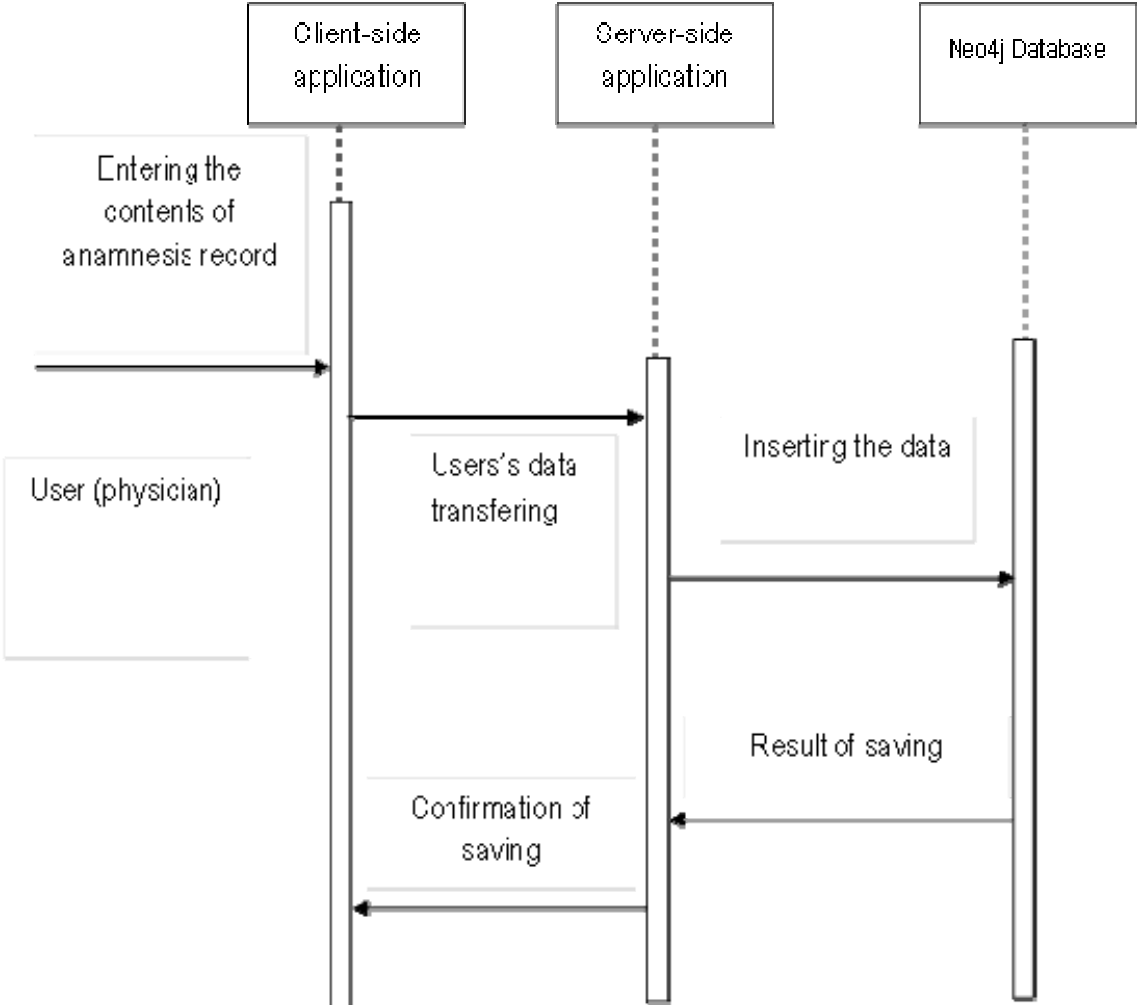 Client-side
application
Server-side
application
Neo4j Database
Entering the
contents of
anamnesis record
Users's data
transfering
Inserting the data
User (physician)
Result of saving
Confirmation of
saving